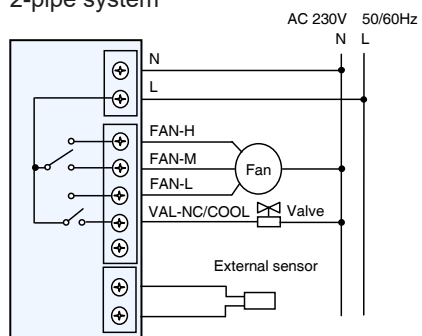 2-pipe system
AC 230V 50/60Hz
N L
N
L
FAN-H
FAN-M
FAN-L
Fan
VAL-NC/COOL
Valve
External sensor